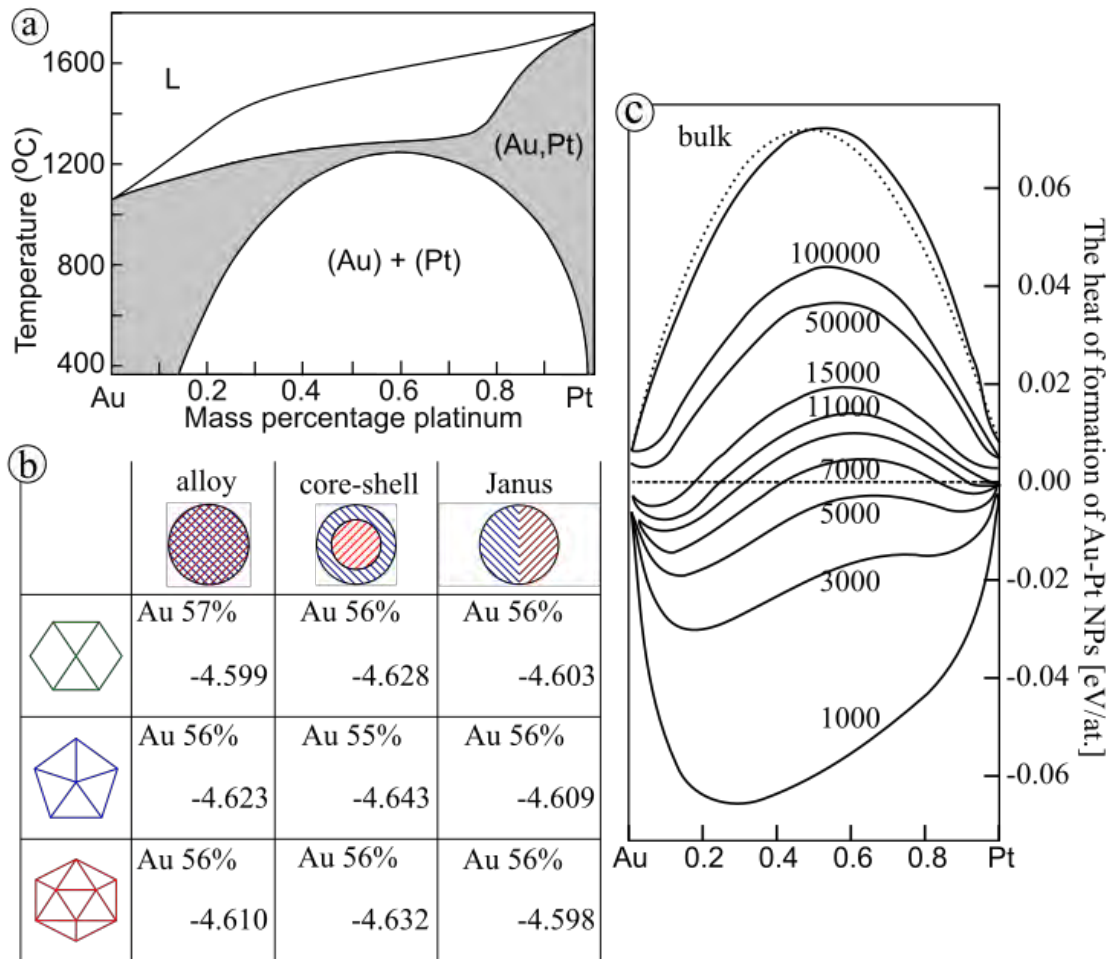 a
1600
1200
800
400
Temperature (ºC)
L
(Au,Pt)
(Au) + (Pt)
Au
0.2
0.4
0.6
0.8
Pt
Mass percentage platinum
b
alloy
core-shell
Janus
Au 57%
-4.599
Au 56%
-4.628
Au 56%
-4.603
Au 56%
-4.623
Au 55%
-4.643
Au 56%
-4.609
Au 56%
-4.610
Au 56%
-4.632
Au 56%
-4.598
c
bulk
100000
50000
15000
11000
7000
5000
3000
1000
0.06
0.04
0.02
0.00
-0.02
-0.04
-0.06
The heat of formation of Au-Pt NPs [eV/at.]
Au
0.2
0.4
0.6
0.8
Pt